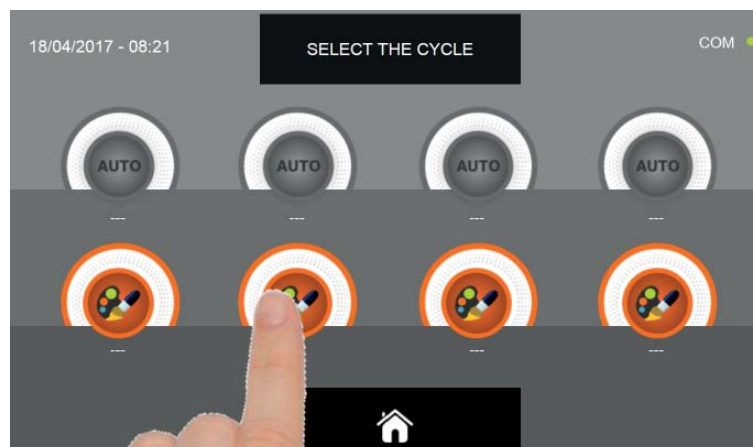 18/04/2017 - 08:21 SELECT THE CYCLE COM
AUTO AUTO AUTO AUTO
--- --- --- ---
--- --- ---